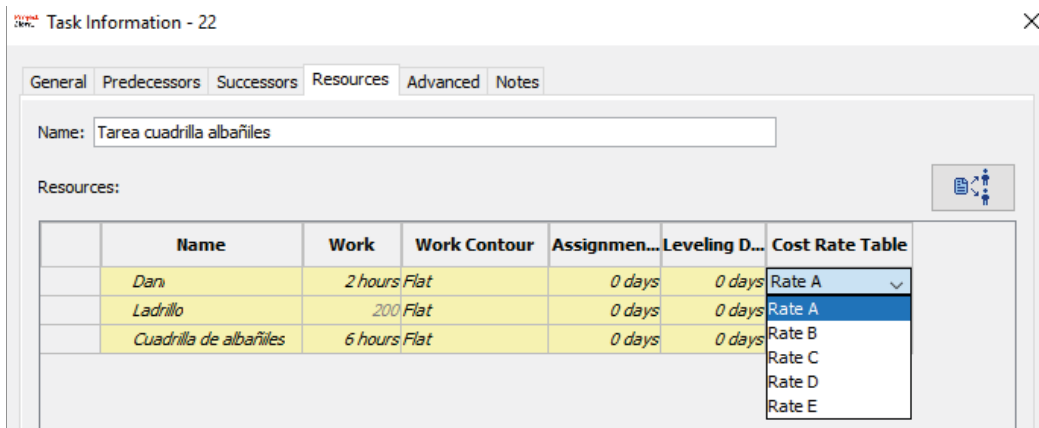 Task Information - 22
General Predecessors Successors Resources Advanced Notes
Name: Tarea cuadrilla albañiles
Resources:
Name Work Work Contour Assignmen... Leveling D... Cost Rate Table
Dani 2 hours Flat 0 days 0 days Rate A
Ladrillo 200 Flat 0 days 0 days Rate A
Cuadrilla de albañiles 6 hours Flat 0 days 0 days Rate B
Rate C
Rate D
Rate E